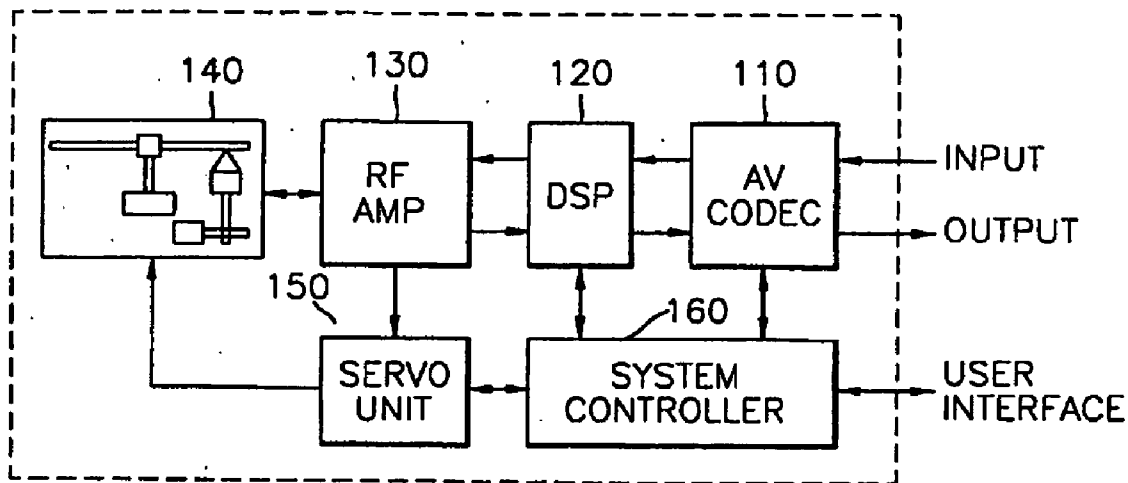 140
130
120
110
RF
AMP
DSP
AV
CODEC
INPUT
OUTPUT
150
160
SERVO
UNIT
SYSTEM
CONTROLLER
USER
INTERFACE